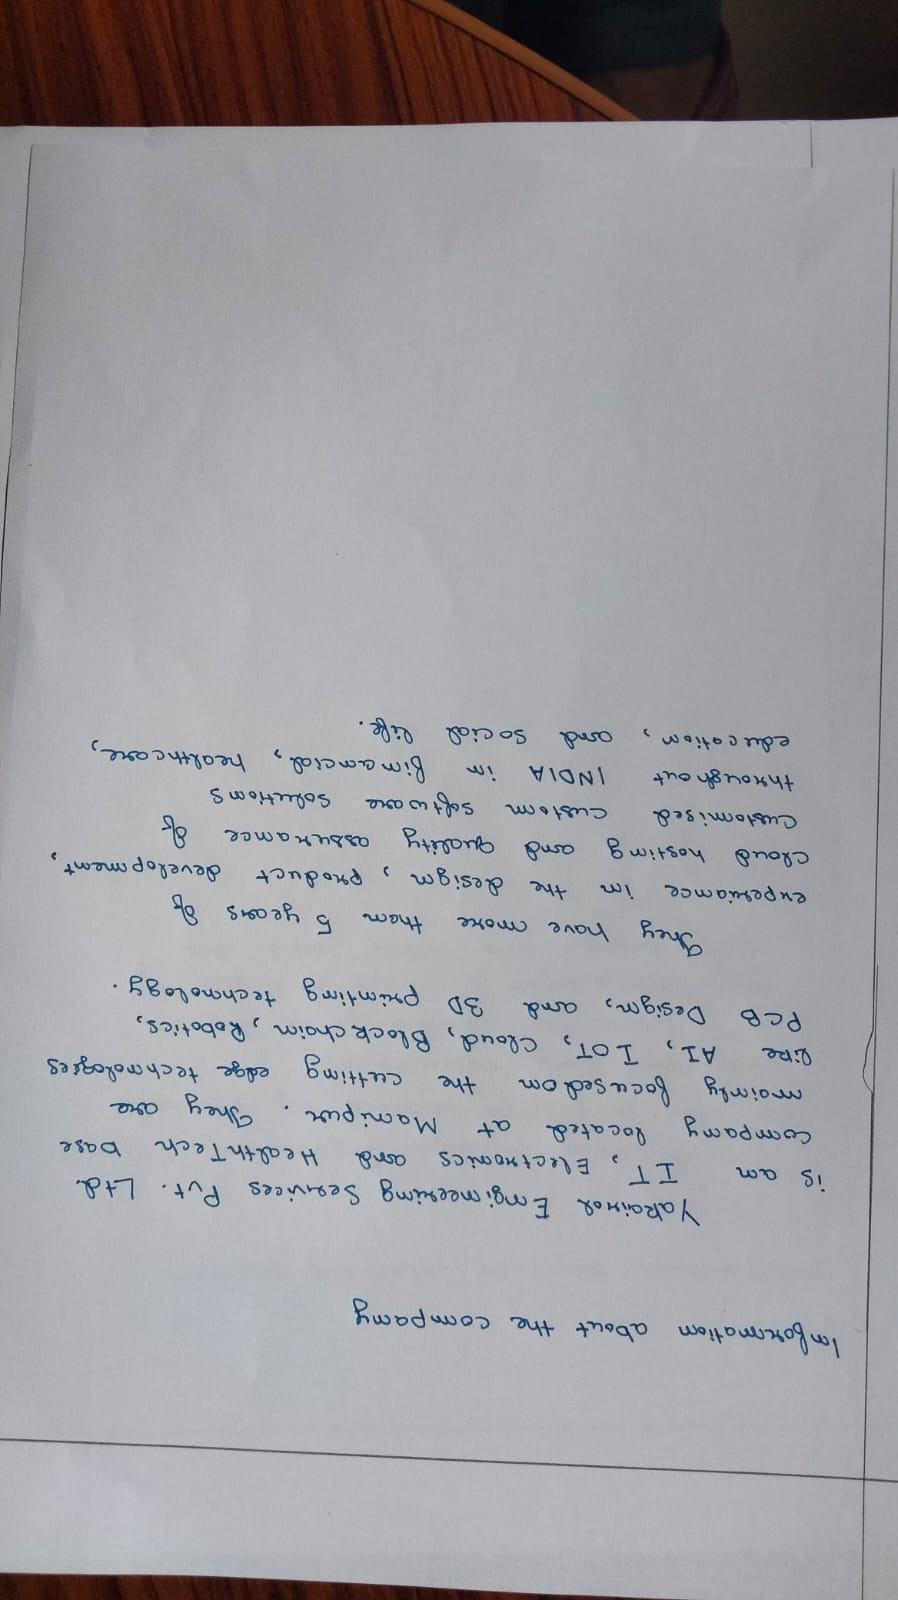 Information about the company
Yakairol Engineering Services Pvt. Ltd.
is an IT, Electronics and HealthTech base
company located at Manipur. They are
mainly focused on the cutting edge technologies
like AI, IOT, Cloud, Blockchain, Robotics,
PCB Design, and 3D printing technology.
They have more than 5 years of
experiance in the design, product development,
cloud hosting and quality assurance of
Customised custom software solutions
throughout INDIA in financial, healthcare,
education, and social life.